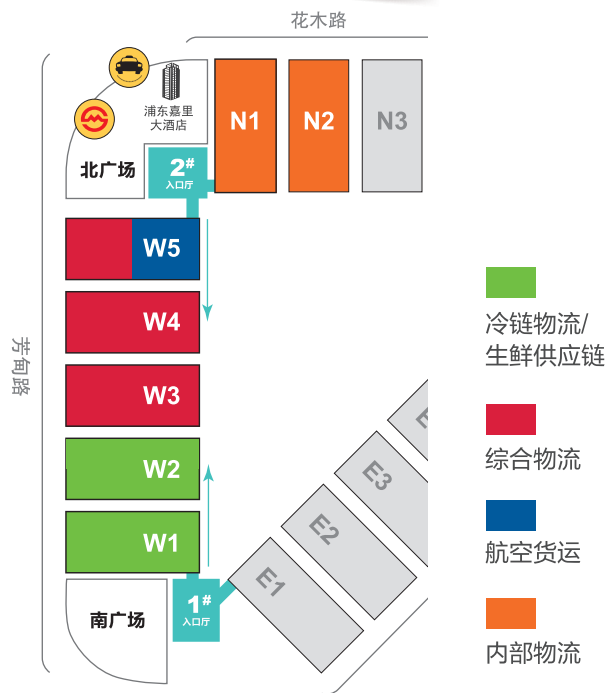 花木路
浦东嘉里
大酒店
N1
N2
N3
北广场
2#
入口厅
W5
W4
W3
W2
W1
芳甸路
E3
E2
E1
1#
入口厅
南广场
冷链物流/
生鲜供应链
综合物流
航空货运
内部物流